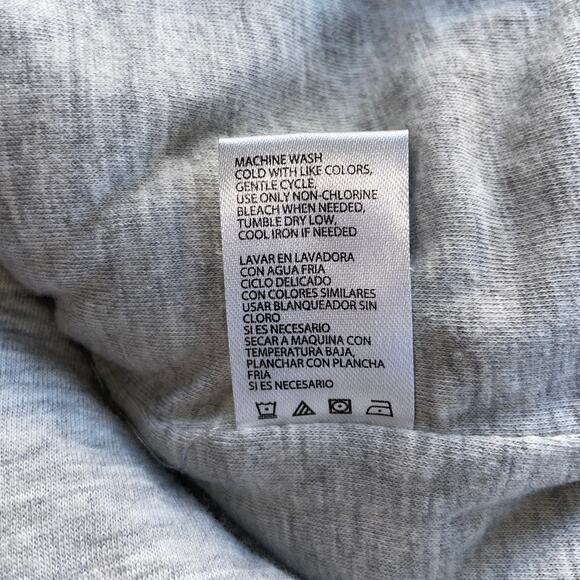 MACHINE WASH
COLD WITH LIKE COLORS,
GENTLE CYCLE,
USE ONLY NON-CHLORINE
BLEACH WHEN NEEDED,
TUMBLE DRY LOW,
COOL IRON IF NEEDED
LAVAR EN LAVADORA
CON AGUA FRIA
CICLO DELICADO
CON COLORES SIMILARES
USAR BLANQUEADOR SIN
CLORO
SI ES NECESARIO
SECAR A MAQUINA CON
TEMPERATURA BAJA,
PLANCHAR CON PLANCHA
FRIA
SI ES NECESARIO